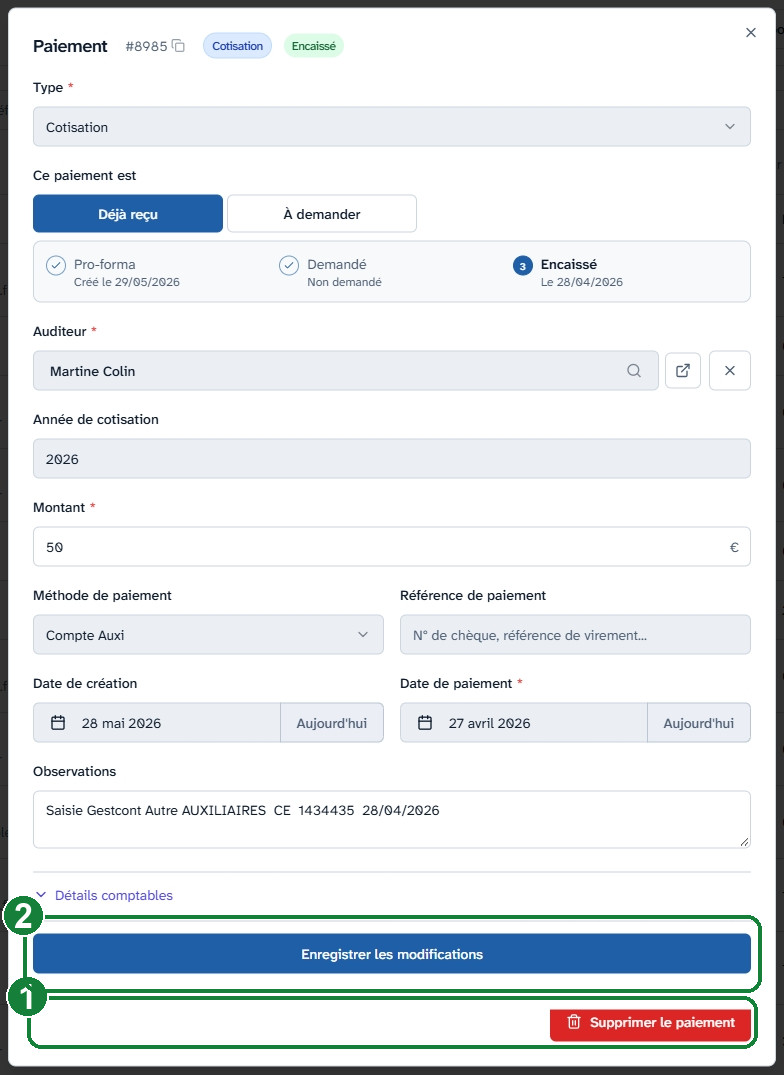 Paiement #8985 Cotisation Encaissé
Type *
Cotisation
Ce paiement est
Déjà reçu À demander
Pro-forma Demandé 3 Encaissé
Créé le 29/05/2026 Non demandé Le 28/04/2026
Auditeur *
Martine Colin
Année de cotisation
2026
Montant *
50 €
Méthode de paiement Référence de paiement
Compte Auxi N° de chèque, référence de virement...
Date de création Date de paiement *
28 mai 2026 Aujourd'hui 27 avril 2026 Aujourd'hui
Observations
Saisie Gestcont Autre AUXILIAIRES CE 1434435 28/04/2026
Détails comptables
2
Enregistrer les modifications
1
Supprimer le paiement